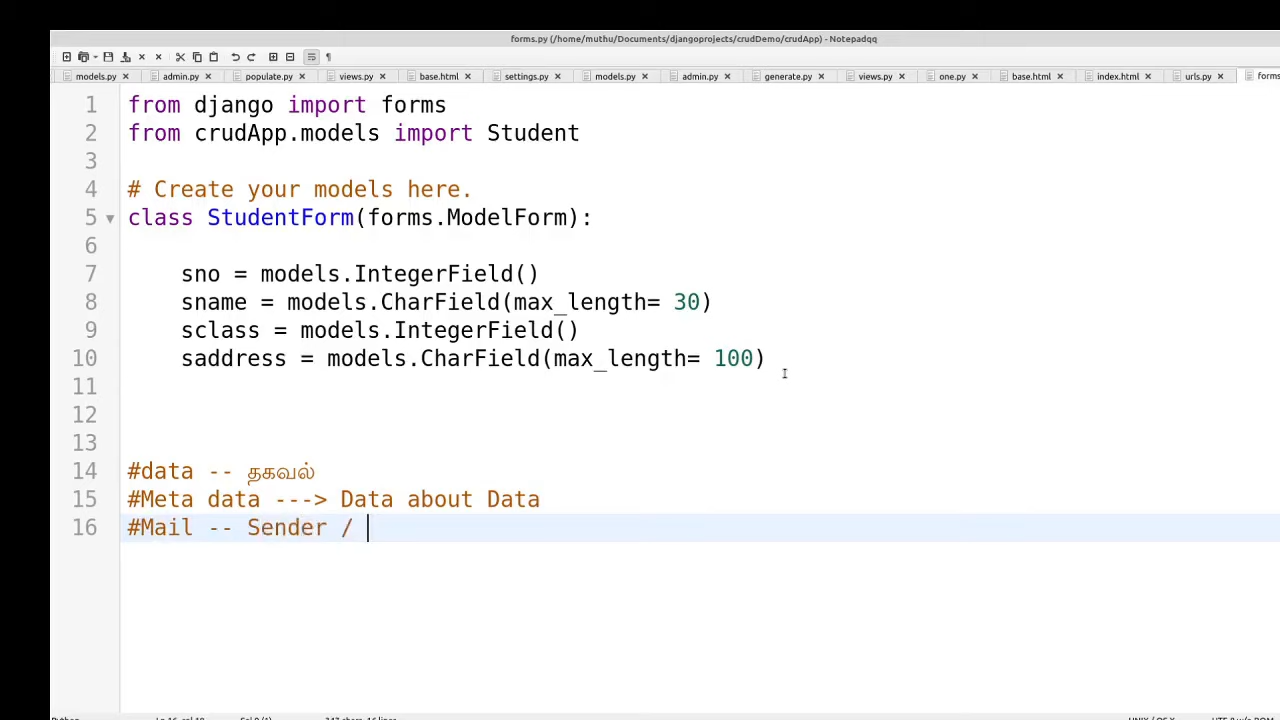 forms.py (/home/muthu/Documents/djangoprojects/crudDemo/crudApp) - Notepadqq
models.py admin.py populate.py views.py base.html settings.py models.py admin.py generate.py views.py one.py base.html index.html urls.py forms
1 from django import forms
2 from crudApp.models import Student
3
4 # Create your models here.
5 class StudentForm(forms.ModelForm):
6
7 sno = models.IntegerField()
8 sname = models.CharField(max_length= 30)
9 sclass = models.IntegerField()
10 saddress = models.CharField(max_length= 100)
11
12
13
14 #data -- தகவல்
15 #Meta data ---> Data about Data
16 #Mail -- Sender /